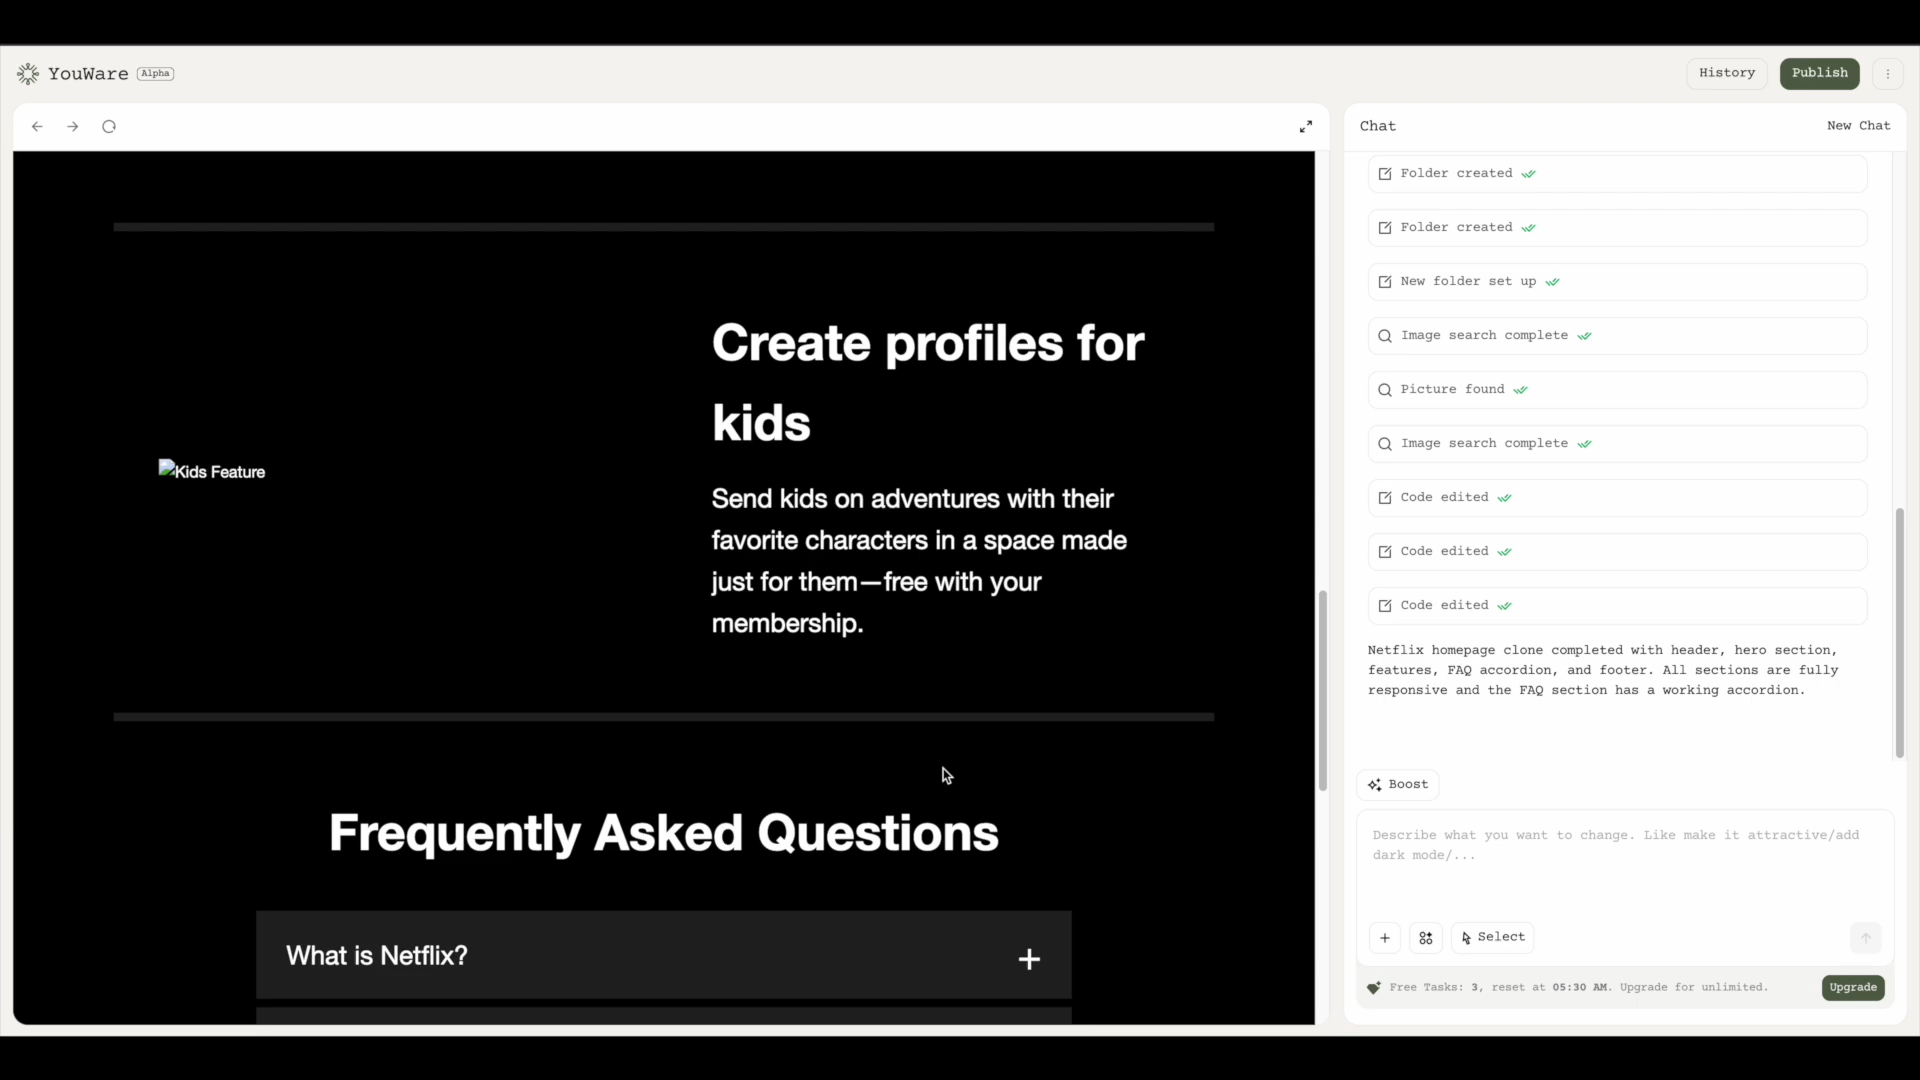 YouWare Alpha
History
Publish
Create profiles for
kids
Kids Feature
Send kids on adventures with their
favorite characters in a space made
just for them—free with your
membership.
Frequently Asked Questions
What is Netflix?
+
Chat
New Chat
Folder created
Folder created
New folder set up
Image search complete
Picture found
Image search complete
Code edited
Code edited
Code edited
Netflix homepage clone completed with header, hero section,
features, FAQ accordion, and footer. All sections are fully
responsive and the FAQ section has a working accordion.
Boost
Describe what you want to change. Like make it attractive/add
dark mode/...
Select
Free Tasks: 3, reset at 05:30 AM. Upgrade for unlimited.
Upgrade